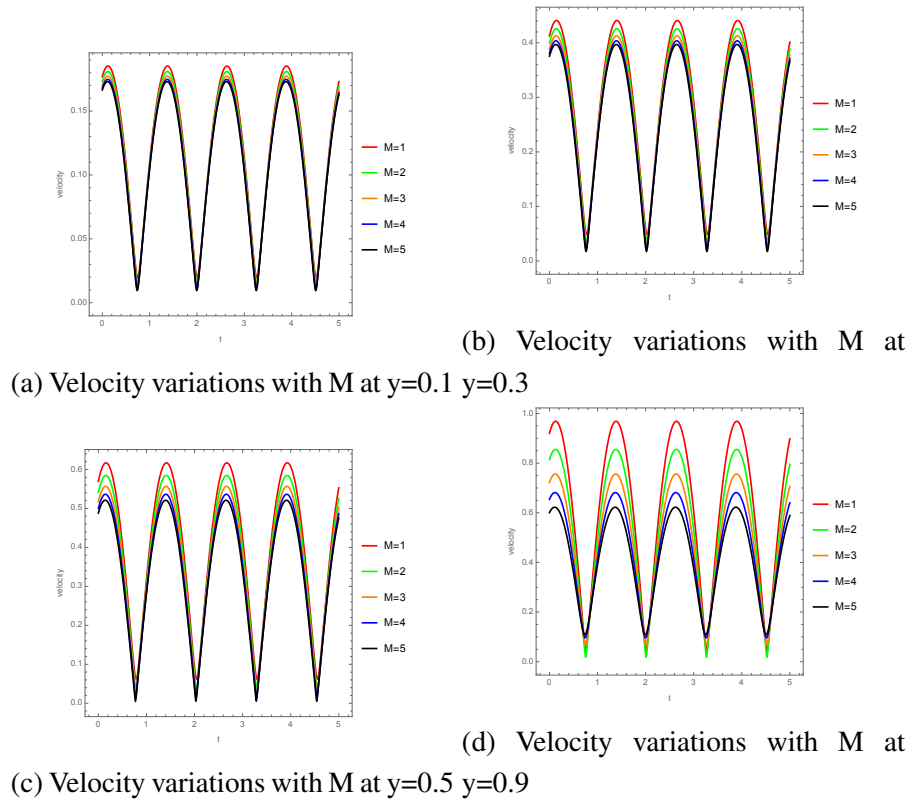 0.15
0.10
0.05
0.00
velocity
0 1 2 3 4 5
t
M=1
M=2
M=3
M=4
M=5
0.4
0.3
0.2
0.1
0.0
velocity
0 1 2 3 4 5
t
M=1
M=2
M=3
M=4
M=5
(b) Velocity variations with M at
(a) Velocity variations with M at y=0.1 y=0.3
0.6
0.5
0.4
0.3
0.2
0.1
0.0
velocity
0 1 2 3 4 5
t
M=1
M=2
M=3
M=4
M=5
1.0
0.8
0.6
0.4
0.2
0.0
velocity
0 1 2 3 4 5
t
M=1
M=2
M=3
M=4
M=5
(d) Velocity variations with M at
(c) Velocity variations with M at y=0.5 y=0.9